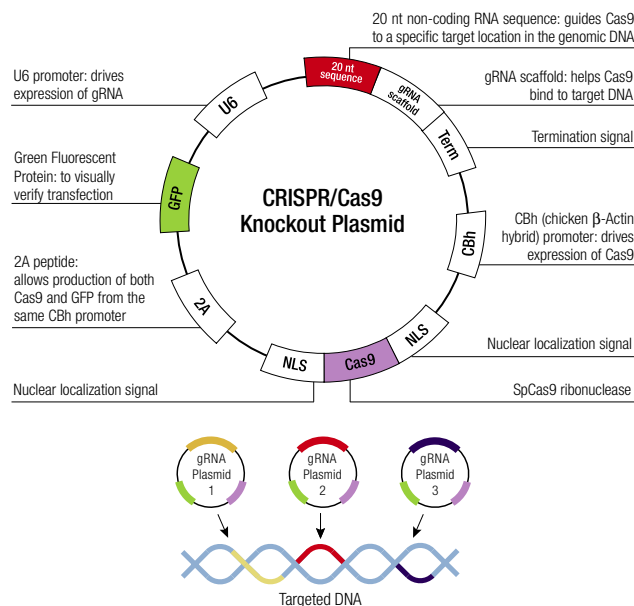 20 nt non-coding RNA sequence: guides Cas9
to a specific target location in the genomic DNA
U6 promoter: drives
expression of gRNA
20 nt
sequence
gRNA
scaffold
Term
U6
gRNA scaffold: helps Cas9
bind to target DNA
Termination signal
Green Fluorescent
Protein: to visually
verify transfection
GFP
CRISPR/Cas9
Knockout Plasmid
CBh
CBh (chicken β-Actin
hybrid) promoter: drives
expression of Cas9
2A peptide:
allows production of both
Cas9 and GFP from the
same CBh promoter
2A
NLS
Cas9
NLS
Nuclear localization signal
Nuclear localization signal
SpCas9 ribonuclease
gRNA
Plasmid
1
gRNA
Plasmid
2
gRNA
Plasmid
3
Targeted DNA